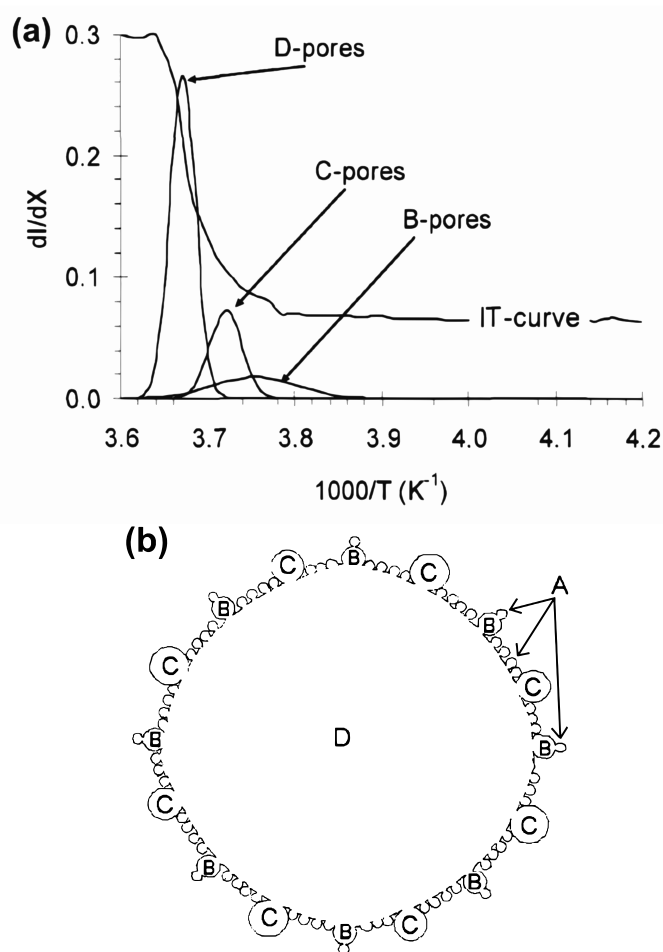 (a)
0.3
0.2
0.1
0.0
dI/dX
D-pores
C-pores
B-pores
IT-curve
3.6 3.7 3.8 3.9 4.0 4.1 4.2
1000/T (K⁻¹)
(b)
B
C
C
B
A
B
C
C
B
D
B
C
C
B
B
C
C
B